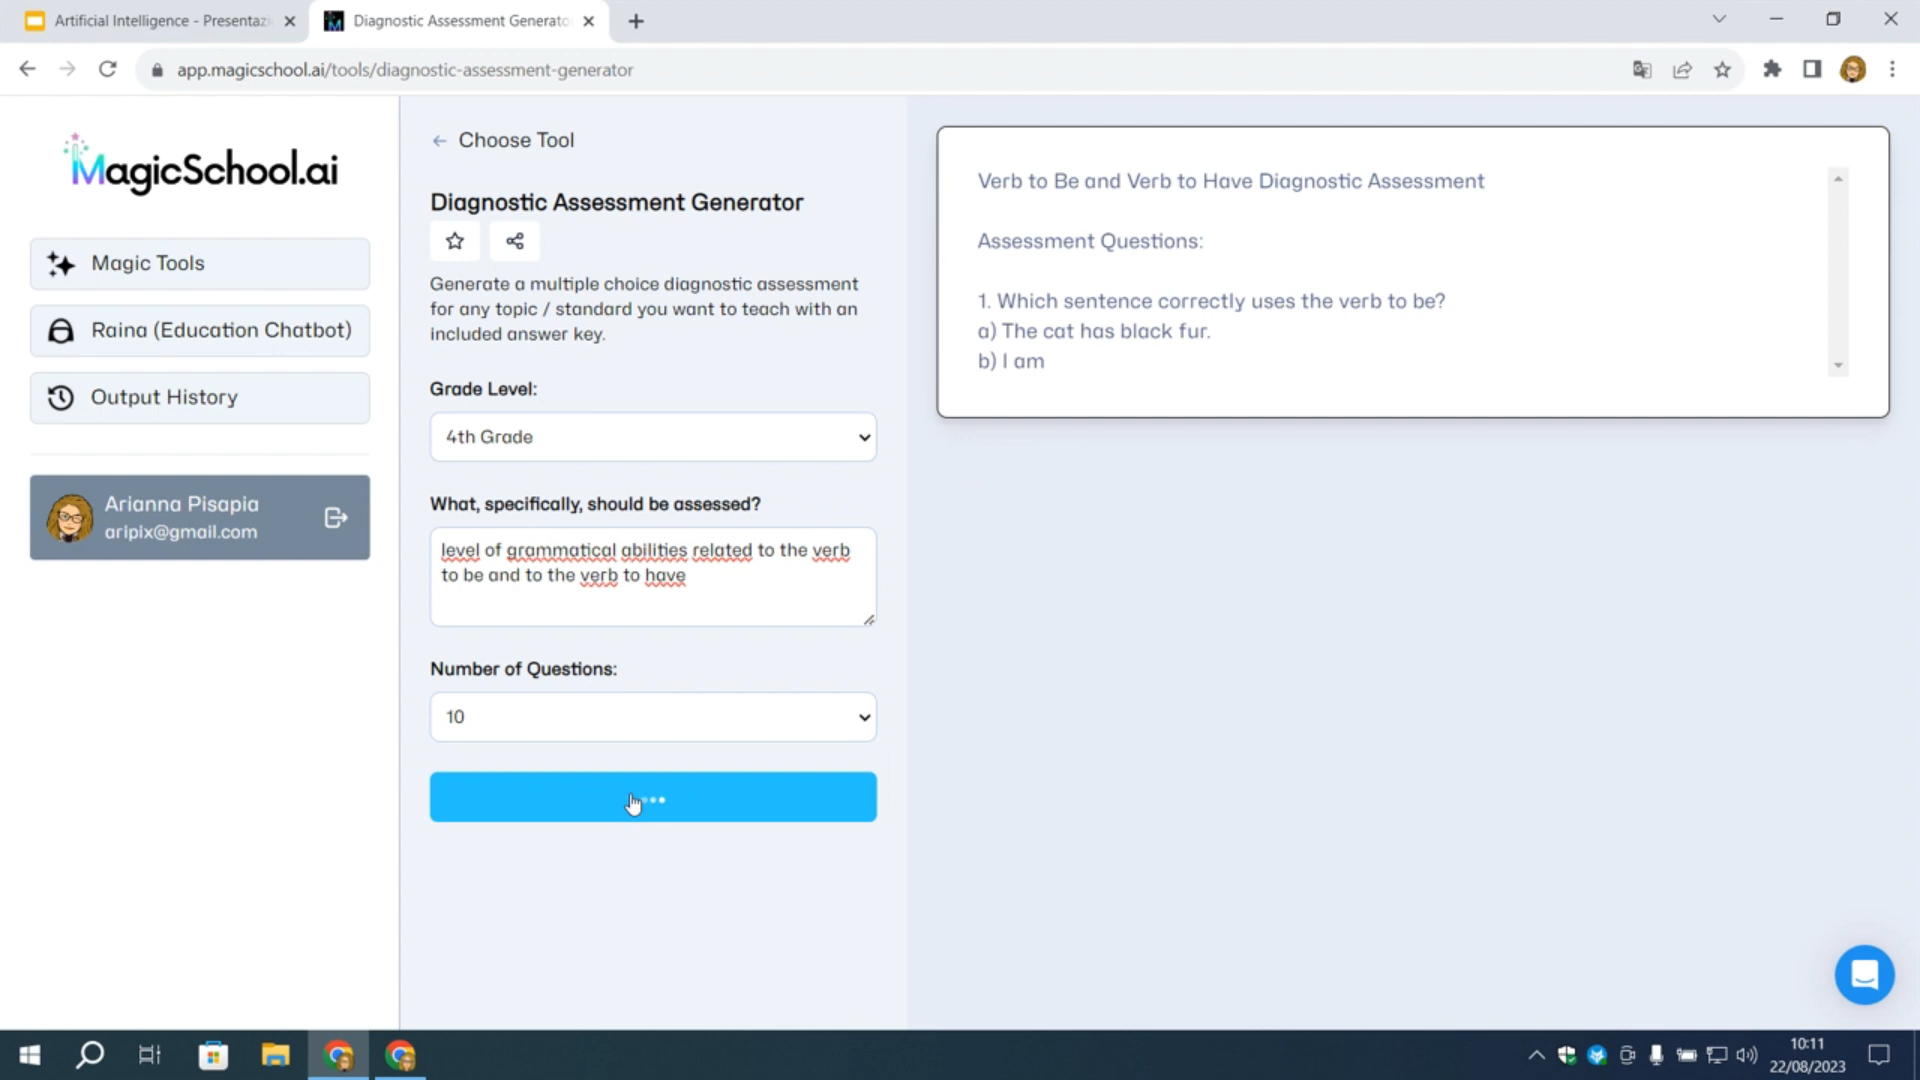 Artificial Intelligence - Presentazi
Diagnostic Assessment Generato
app.magicschool.ai/tools/diagnostic-assessment-generator
MagicSchool.ai
Magic Tools
Raina (Education Chatbot)
Output History
Arianna Pisapia
aripix@gmail.com
Choose Tool
Diagnostic Assessment Generator
Generate a multiple choice diagnostic assessment
for any topic / standard you want to teach with an
included answer key.
Grade Level:
4th Grade
What, specifically, should be assessed?
level of grammatical abilities related to the verb
to be and to the verb to have
Number of Questions:
10
Verb to Be and Verb to Have Diagnostic Assessment
Assessment Questions:
1. Which sentence correctly uses the verb to be?
a) The cat has black fur.
b) I am
10:11
22/08/2023